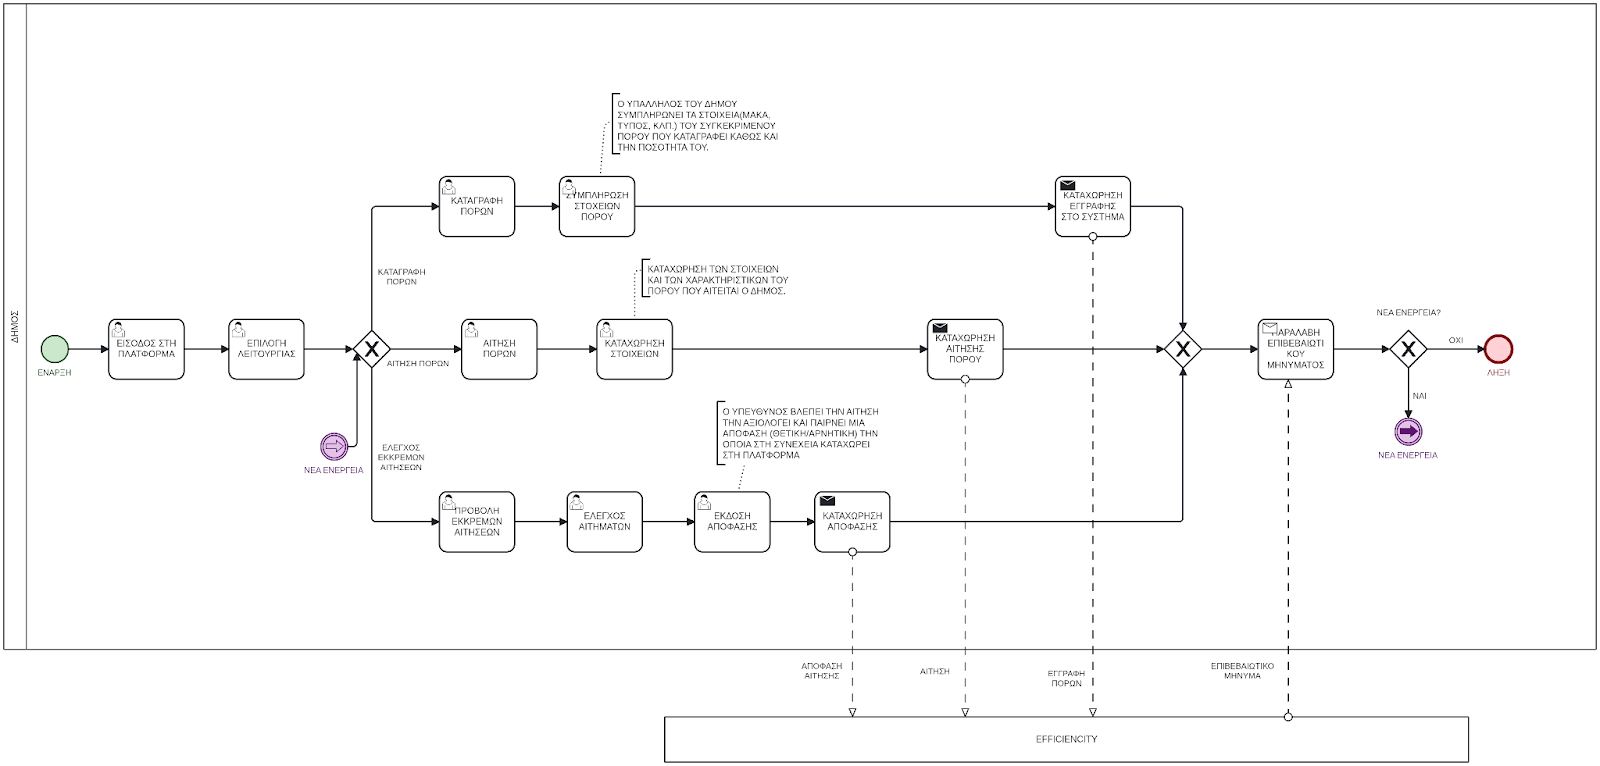 Ο ΥΠΑΛΛΗΛΟΣ ΤΟΥ ΔΗΜΟΥ
ΣΥΜΠΛΗΡΩΝΕΙ ΤΑ ΣΤΟΙΧΕΙΑ(ΜΑΚΑ,
ΤΥΠΟΣ, ΚΛΠ.) ΤΟΥ ΣΥΓΚΕΚΡΙΜΕΝΟΥ
ΠΟΡΟΥ ΠΟΥ ΚΑΤΑΓΡΑΦΕΙ ΚΑΘΩΣ ΚΑΙ
ΤΗΝ ΠΟΣΟΤΗΤΑ ΤΟΥ.
ΚΑΤΑΓΡΑΦΗ
ΠΟΡΩΝ
ΣΥΜΠΛΗΡΩΣΗ
ΣΤΟΧΕΙΩΝ
ΠΟΡΟΥ
ΚΑΤΑΧΩΡΗΣΗ
ΕΓΓΡΑΦΗΣ
ΣΤΟ ΣΥΣΤΗΜΑ
ΚΑΤΑΓΡΑΦΗ
ΠΟΡΩΝ
ΚΑΤΑΧΩΡΗΣΗ ΤΩΝ ΣΤΟΙΧΕΙΩΝ
ΚΑΙ ΤΩΝ ΧΑΡΑΚΤΗΡΙΣΤΙΚΩΝ ΤΟΥ
ΠΟΡΟΥ ΠΟΥ ΑΙΤΕΙΤΑΙ Ο ΔΗΜΟΣ.
ΔΗΜΟΣ
ΕΝΑΡΞΗ
ΕΙΣΟΔΟΣ ΣΤΗ
ΠΛΑΤΦΟΡΜΑ
ΕΠΙΛΟΓΗ
ΛΕΙΤΟΥΡΓΙΑΣ
ΑΙΤΗΣΗ ΠΟΡΩΝ
ΑΙΤΗΣΗ
ΠΟΡΩΝ
ΚΑΤΑΧΩΡΗΣΗ
ΣΤΟΙΧΕΙΩΝ
ΚΑΤΑΧΩΡΗΣΗ
ΑΙΤΗΣΗΣ
ΠΟΡΟΥ
ΠΑΡΑΛΑΒΗ
ΕΠΙΒΕΒΑΙΩΤΙ
ΚΟΥ
ΜΗΝΥΜΑΤΟΣ
ΝΕΑ ΕΝΕΡΓΕΙΑ?
ΟΧΙ
ΛΗΞΗ
ΝΑΙ
ΝΕΑ ΕΝΕΡΓΕΙΑ
ΝΕΑ ΕΝΕΡΓΕΙΑ
ΕΛΕΓΧΟΣ
ΕΚΚΡΕΜΩΝ
ΑΙΤΗΣΕΩΝ
Ο ΥΠΕΥΘΥΝΟΣ ΒΛΕΠΕΙ ΤΗΝ ΑΙΤΗΣΗ
ΤΗΝ ΑΞΙΟΛΟΓΕΙ ΚΑΙ ΠΑΙΡΝΕΙ ΜΙΑ
ΑΠΟΦΑΣΗ (ΘΕΤΙΚΗ/ΑΡΝΗΤΙΚΗ) ΤΗΝ
ΟΠΟΙΑ ΣΤΗ ΣΥΝΕΧΕΙΑ ΚΑΤΑΧΩΡΕΙ
ΣΤΗ ΠΛΑΤΦΟΡΜΑ
ΠΡΟΒΟΛΗ
ΕΚΚΡΕΜΩΝ
ΑΙΤΗΣΕΩΝ
ΕΛΕΓΧΟΣ
ΑΙΤΗΜΑΤΩΝ
ΕΚΔΟΣΗ
ΑΠΟΦΑΣΗΣ
ΚΑΤΑΧΩΡΗΣΗ
ΑΠΟΦΑΣΗΣ
ΑΠΟΦΑΣΗ
ΑΙΤΗΣΗΣ
ΑΙΤΗΣΗ
ΕΓΓΡΑΦΗ
ΠΟΡΩΝ
ΕΠΙΒΕΒΑΙΩΤΙΚΟ
ΜΗΝΥΜΑ
EFFICIENCITY